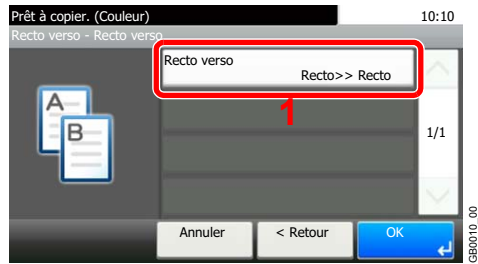 Prêt à copier. (Couleur)
10:10
Recto verso - Recto verso
Recto verso
Recto>> Recto
1
A
B
1/1
Annuler
< Retour
OK
GB0010_00